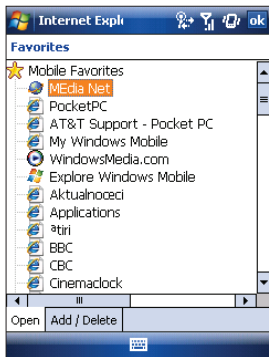 Internet Expl
ok
Favorites
Mobile Favorites
MEdia Net
PocketPC
AT&T Support - Pocket PC
My Windows Mobile
WindowsMedia.com
Explore Windows Mobile
Aktualnoœci
Applications
ªtiri
BBC
CBC
Cinemaclock
Open
Add / Delete